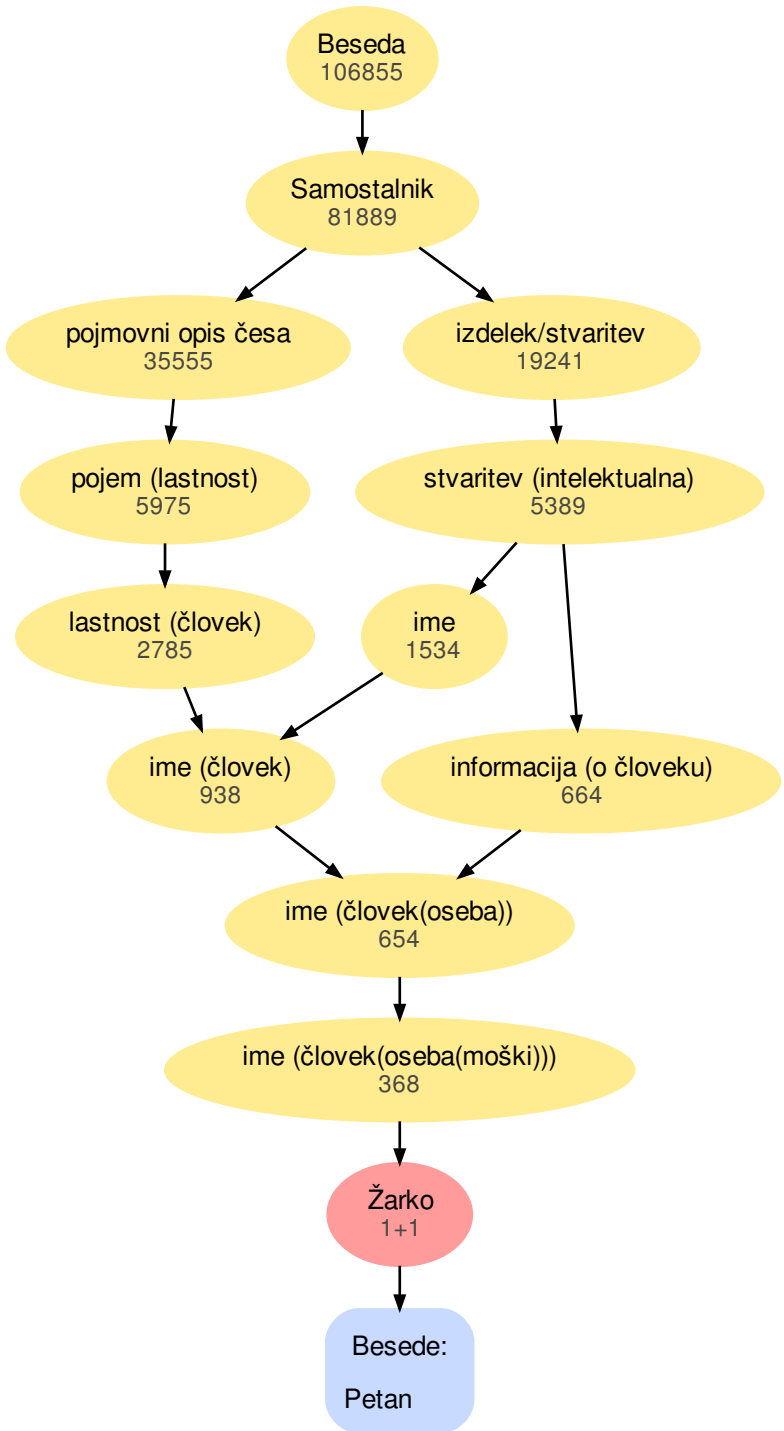 Beseda
106855
Samostalnik
81889
pojmovni opis česa
35555
izdelek/stvaritev
19241
pojem (lastnost)
5975
stvaritev (intelektualna)
5389
lastnost (človek)
2785
ime
1534
ime (človek)
938
informacija (o človeku)
664
ime (človek(oseba))
654
ime (človek(oseba(moški)))
368
Žarko
1+1
Besede:
Petan